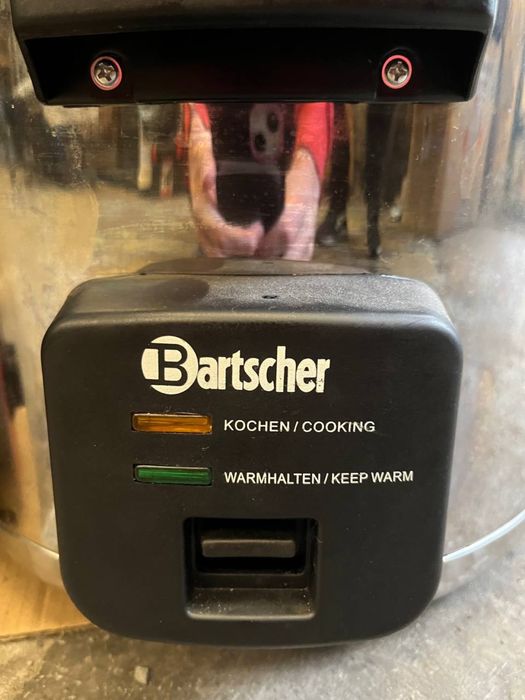 Bartscher
KOCHEN / COOKING
WARMHALTEN / KEEP WARM